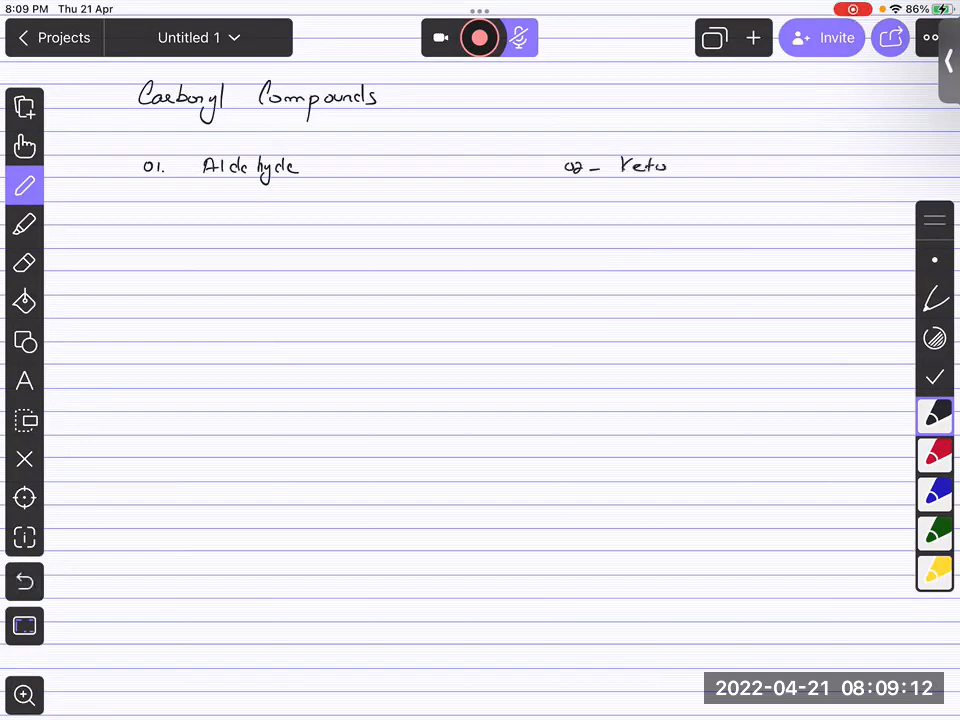 8:09 PM Thu 21 Apr 86%
Projects Untitled 1 Invite
Carbonyl Compounds
01. Aldehyde 02- Keto
A
2022-04-21 08:09:12